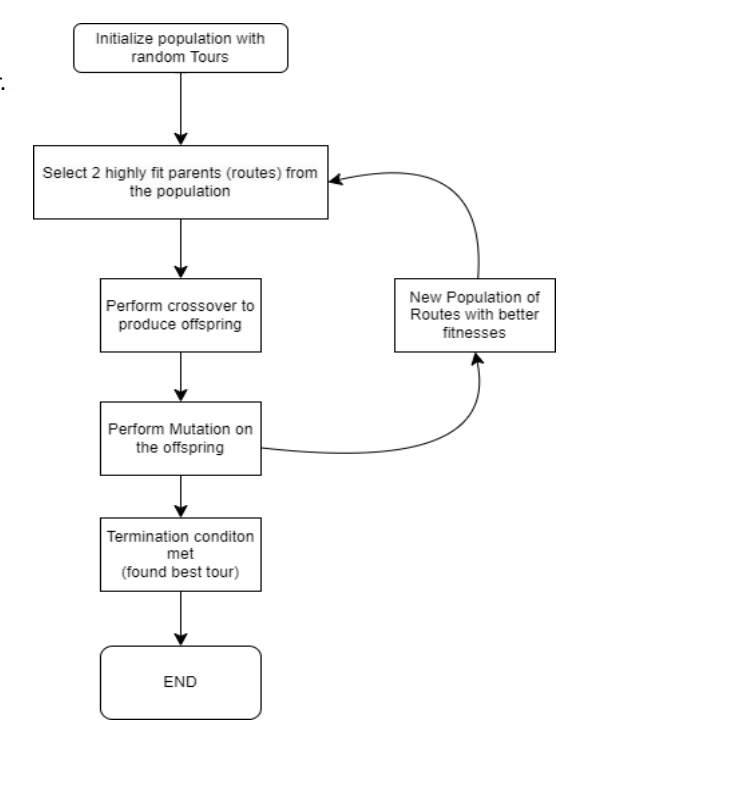 Initialize population with
random Tours
Select 2 highly fit parents (routes) from
the population
Perform crossover to
produce offspring
New Population of
Routes with better
fitnesses
Perform Mutation on
the offspring
Termination conditon
met
(found best tour)
END